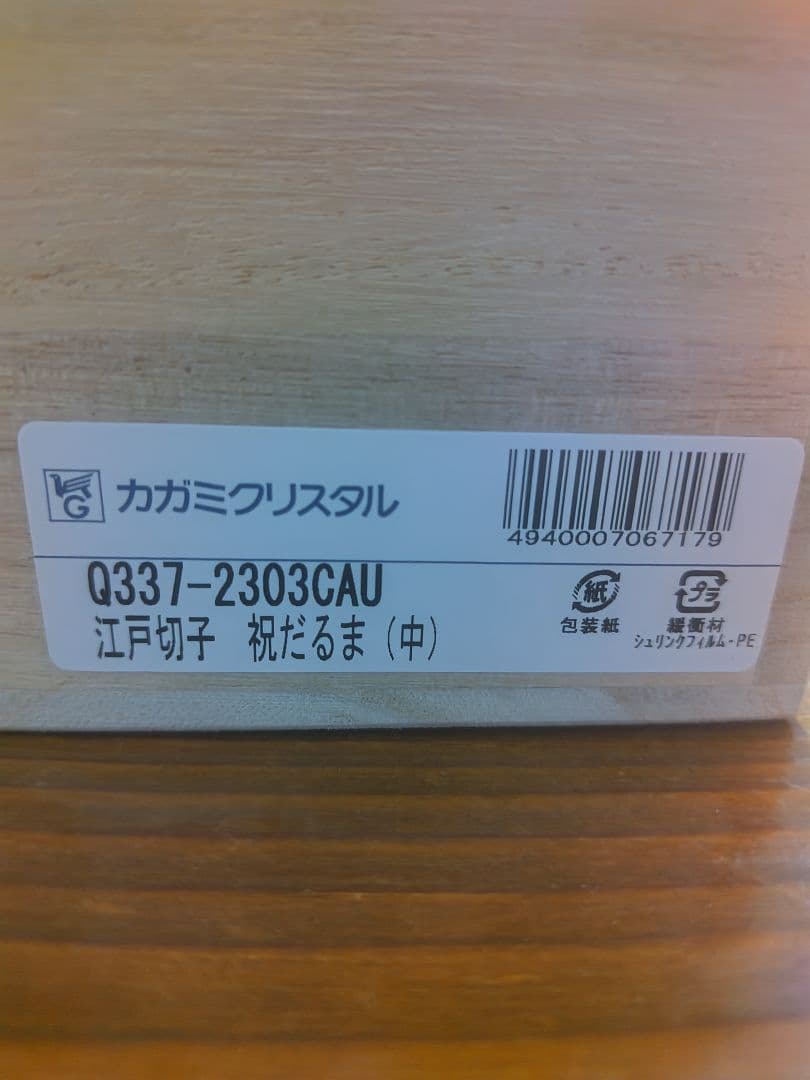 G カガミクリスタル
4940007067179
Q337-2303CAU
江戸切子 祝だるま (中)
紙
包装紙
プラ
緩衝材
シュリンクフィルム-PE